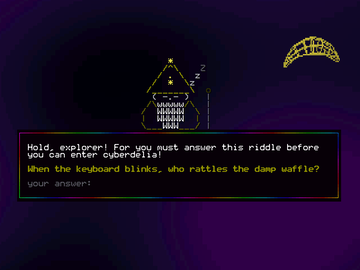 z
z
z
Hold, explorer! For you must answer this riddle before
you can enter cyberdelia!
When the keyboard blinks, who rattles the damp waffle?
your answer: